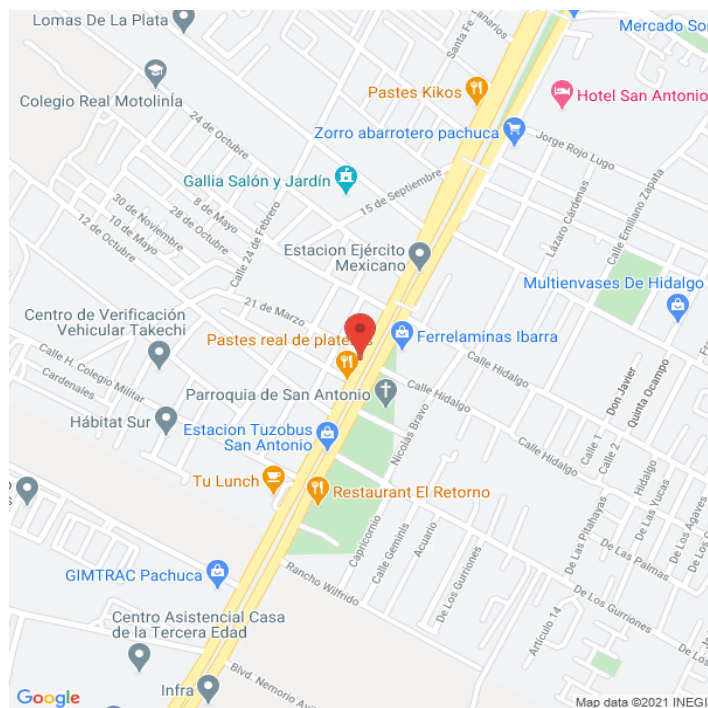 Lomas De La Plata
Canarios
Santa Fe
Mercado Sor
Colegio Real Motolinía
Pastes Kikos
Hotel San Antonio
24 de Octubre
Zorro abarrotero pachuca
Jorge Rojo Lugo
Gallia Salón y Jardín
15 de Septiembre
Lázaro Cárdenas
Calle Emiliano Zapata
30 de Noviembre
8 de Mayo
28 de Octubre
10 de Mayo
12 de Octubre
Calle 24 de Febrero
Estacion Ejército
Mexicano
Multienvases De Hidalgo
21 de Marzo
Centro de Verificación
Vehicular Takechi
Pastes real de plate
s
Ferrelaminas Ibarra
Calle H. Colegio Militar
Cardenales
Calle Hidalgo
Calle Hidalgo
Calle Hidalgo
Parroquia de San Antonio
Don Javier
Quinta Ocampo
Hábitat Sur
Estacion Tuzobus
San Antonio
Nicolás Bravo
Calle 1
Calle 2
Hidalgo
De Las Yucas
De Los Agaves
Tu Lunch
Restaurant El Retorno
De Las Pitahayas
De Las Palmas
Capricornio
Calle Geminis
Acuario
De Los Gurriones
GIMTRAC Pachuca
Rancho Wilfrido
De Los Gurriones
Artículo 14
Centro Asistencial Casa
de la Tercera Edad
Infra
Blvd. Nemorio Avi
Google
Map data ©2021 INEGI